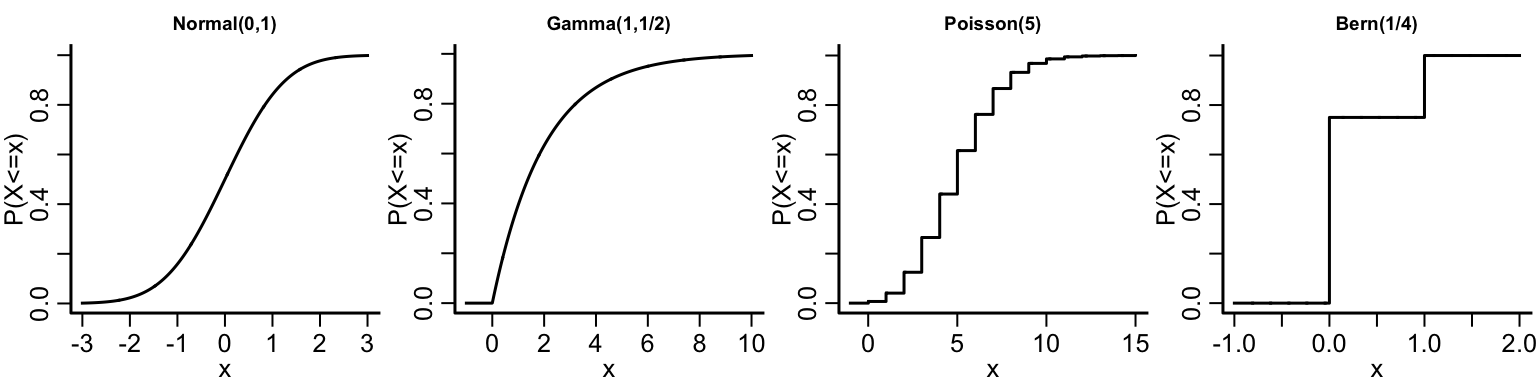 Normal(0,1)
P(X<=x)
0.0 0.4 0.8
-3 -2 -1 0 1 2 3
x
Gamma(1,1/2)
P(X<=x)
0.0 0.4 0.8
0 2 4 6 8 10
x
Poisson(5)
P(X<=x)
0.0 0.4 0.8
0 5 10 15
x
Bern(1/4)
P(X<=x)
0.0 0.4 0.8
-1.0 0.0 1.0 2.0
x